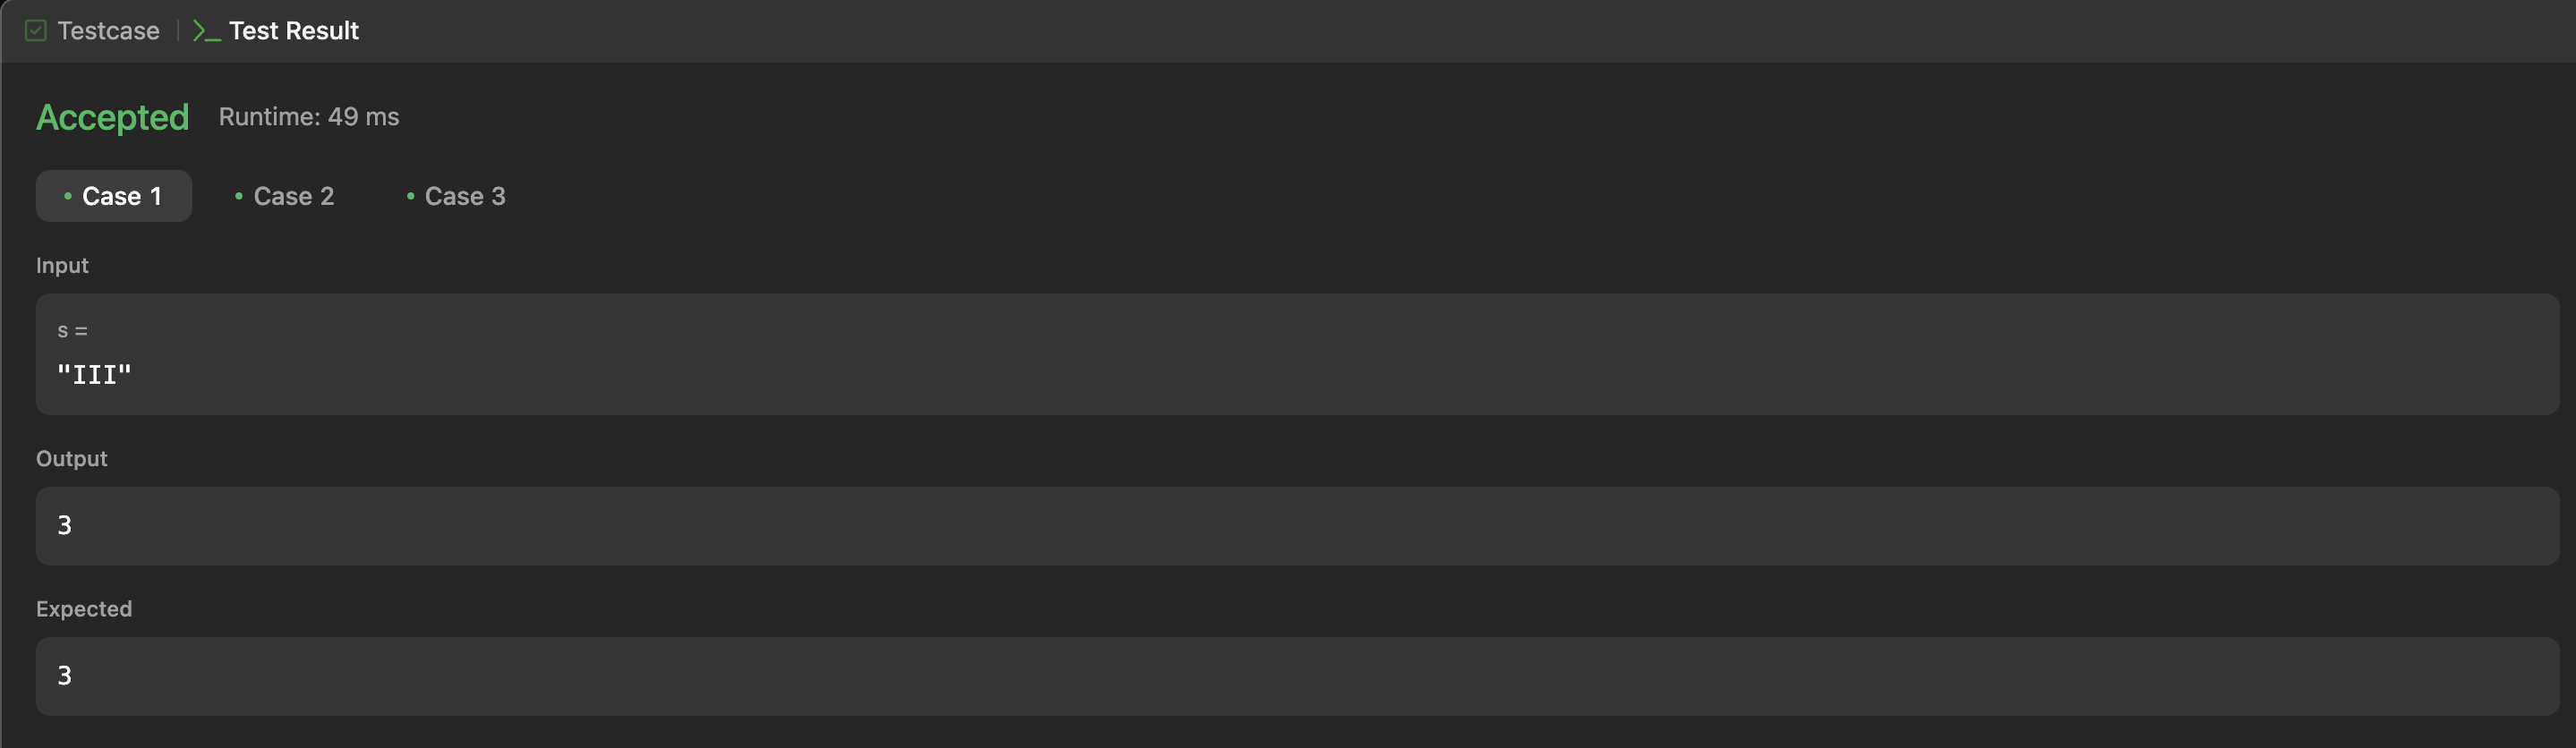 Testcase | Test Result
Accepted Runtime: 49 ms
Case 1 Case 2 Case 3
Input
s =
"III"
Output
3
Expected
3